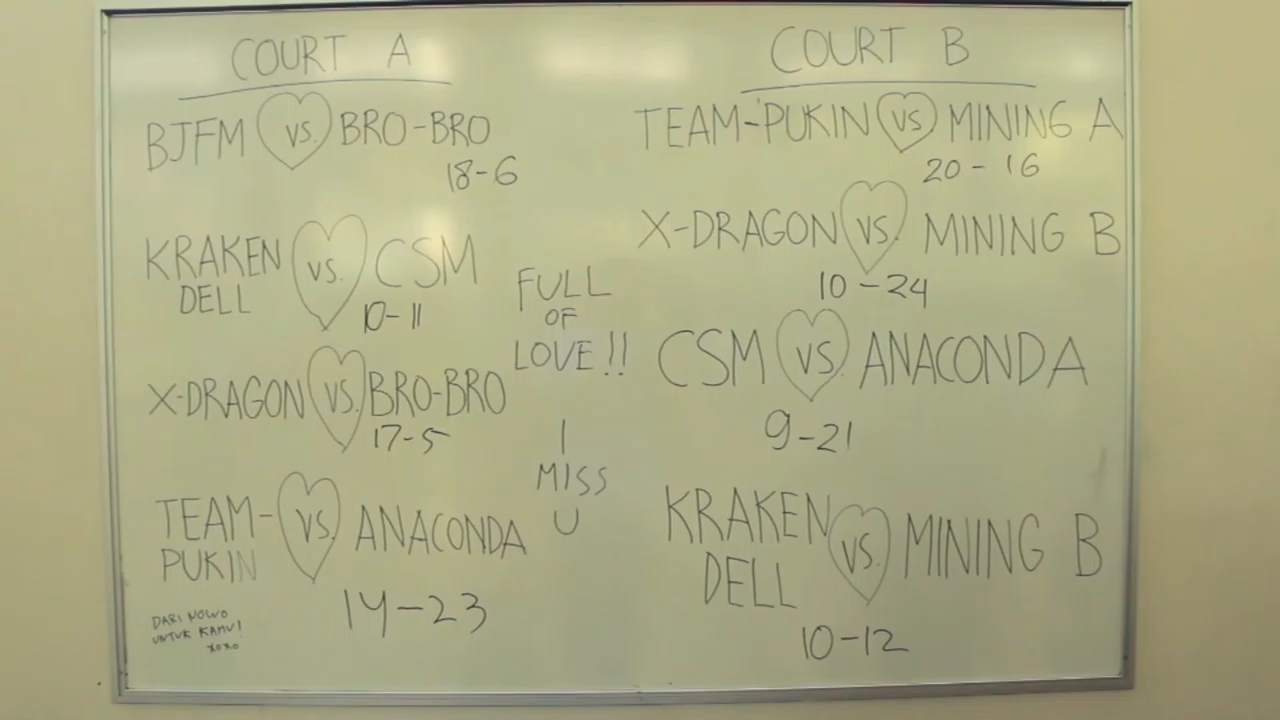 COURT A
BJFM VS. BRO-BRO
18-6
KRAKEN DELL VS. CSM
10-11
X-DRAGON VS. BRO-BRO
17-5
TEAM-PUKIN VS. ANACONDA
14-23
DARI NOWO
UNTUK KAMU!
XOXO
FULL
OF
LOVE!!
I
MISS
U
COURT B
TEAM-PUKIN VS MINING A
20-16
X-DRAGON VS. MINING B
10-24
CSM VS. ANACONDA
9-21
KRAKEN DELL VS. MINING B
10-12